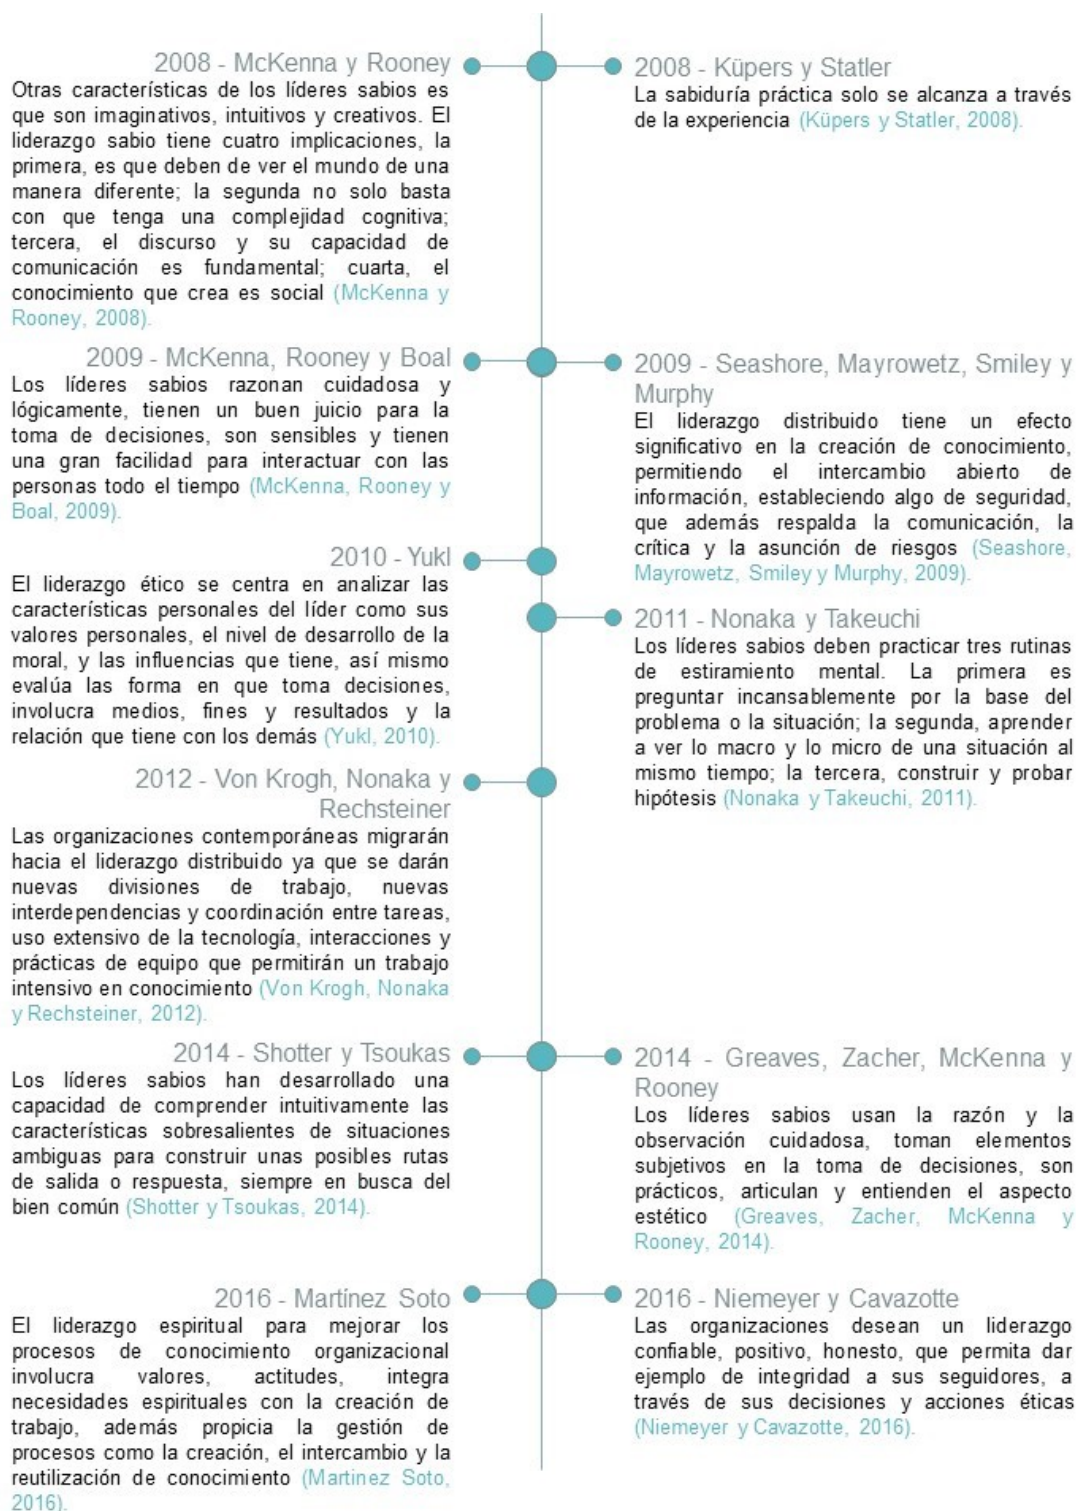 2008 - McKenna y Rooney
Otras características de los líderes sabios es
que son imaginativos, intuitivos y creativos. El
liderazgo sabio tiene cuatro implicaciones, la
primera, es que deben de ver el mundo de una
manera diferente; la segunda no solo basta
con que tenga una complejidad cognitiva;
tercera, el discurso y su capacidad de
comunicación es fundamental; cuarta, el
conocimiento que crea es social (McKenna y
Rooney, 2008).
2008 - Küpers y Statler
La sabiduría práctica solo se alcanza a través
de la experiencia (Küpers y Statler, 2008).
2009 - McKenna, Rooney y Boal
Los líderes sabios razonan cuidadosa y
lógicamente, tienen un buen juicio para la
toma de decisiones, son sensibles y tienen
una gran facilidad para interactuar con las
personas todo el tiempo (McKenna, Rooney y
Boal, 2009).
2009 - Seashore, Mayrowetz, Smiley y
Murphy
El liderazgo distribuido tiene un efecto
significativo en la creación de conocimiento,
permitiendo el intercambio abierto de
información, estableciendo algo de seguridad,
que además respalda la comunicación, la
crítica y la asunción de riesgos (Seashore,
Mayrowetz, Smiley y Murphy, 2009).
2010 - Yukl
El liderazgo ético se centra en analizar las
características personales del líder como sus
valores personales, el nivel de desarrollo de la
moral, y las influencias que tiene, así mismo
evalúa las forma en que toma decisiones,
involucra medios, fines y resultados y la
relación que tiene con los demás (Yukl, 2010).
2011 - Nonaka y Takeuchi
Los líderes sabios deben practicar tres rutinas
de estiramiento mental. La primera es
preguntar incansablemente por la base del
problema o la situación; la segunda, aprender
a ver lo macro y lo micro de una situación al
mismo tiempo; la tercera, construir y probar
hipótesis (Nonaka y Takeuchi, 2011).
2012 - Von Krogh, Nonaka y
Rechsteiner
Las organizaciones contemporáneas migrarán
hacia el liderazgo distribuido ya que se darán
nuevas divisiones de trabajo, nuevas
interdependencias y coordinación entre tareas,
uso extensivo de la tecnología, interacciones y
prácticas de equipo que permitirán un trabajo
intensivo en conocimiento (Von Krogh, Nonaka
y Rechsteiner, 2012).
2014 - Shotter y Tsoukas
Los líderes sabios han desarrollado una
capacidad de comprender intuitivamente las
características sobresalientes de situaciones
ambiguas para construir unas posibles rutas
de salida o respuesta, siempre en busca del
bien común (Shotter y Tsoukas, 2014).
2014 - Greaves, Zacher, McKenna y
Rooney
Los líderes sabios usan la razón y la
observación cuidadosa, toman elementos
subjetivos en la toma de decisiones, son
prácticos, articulan y entienden el aspecto
estético (Greaves, Zacher, McKenna y
Rooney, 2014).
2016 - Martínez Soto
El liderazgo espiritual para mejorar los
procesos de conocimiento organizacional
involucra valores, actitudes, integra
necesidades espirituales con la creación de
trabajo, además propicia la gestión de
procesos como la creación, el intercambio y la
reutilización de conocimiento (Martinez Soto,
2016).
2016 - Niemeyer y Cavazotte
Las organizaciones desean un liderazgo
confiable, positivo, honesto, que permita dar
ejemplo de integridad a sus seguidores, a
través de sus decisiones y acciones éticas
(Niemeyer y Cavazotte, 2016).